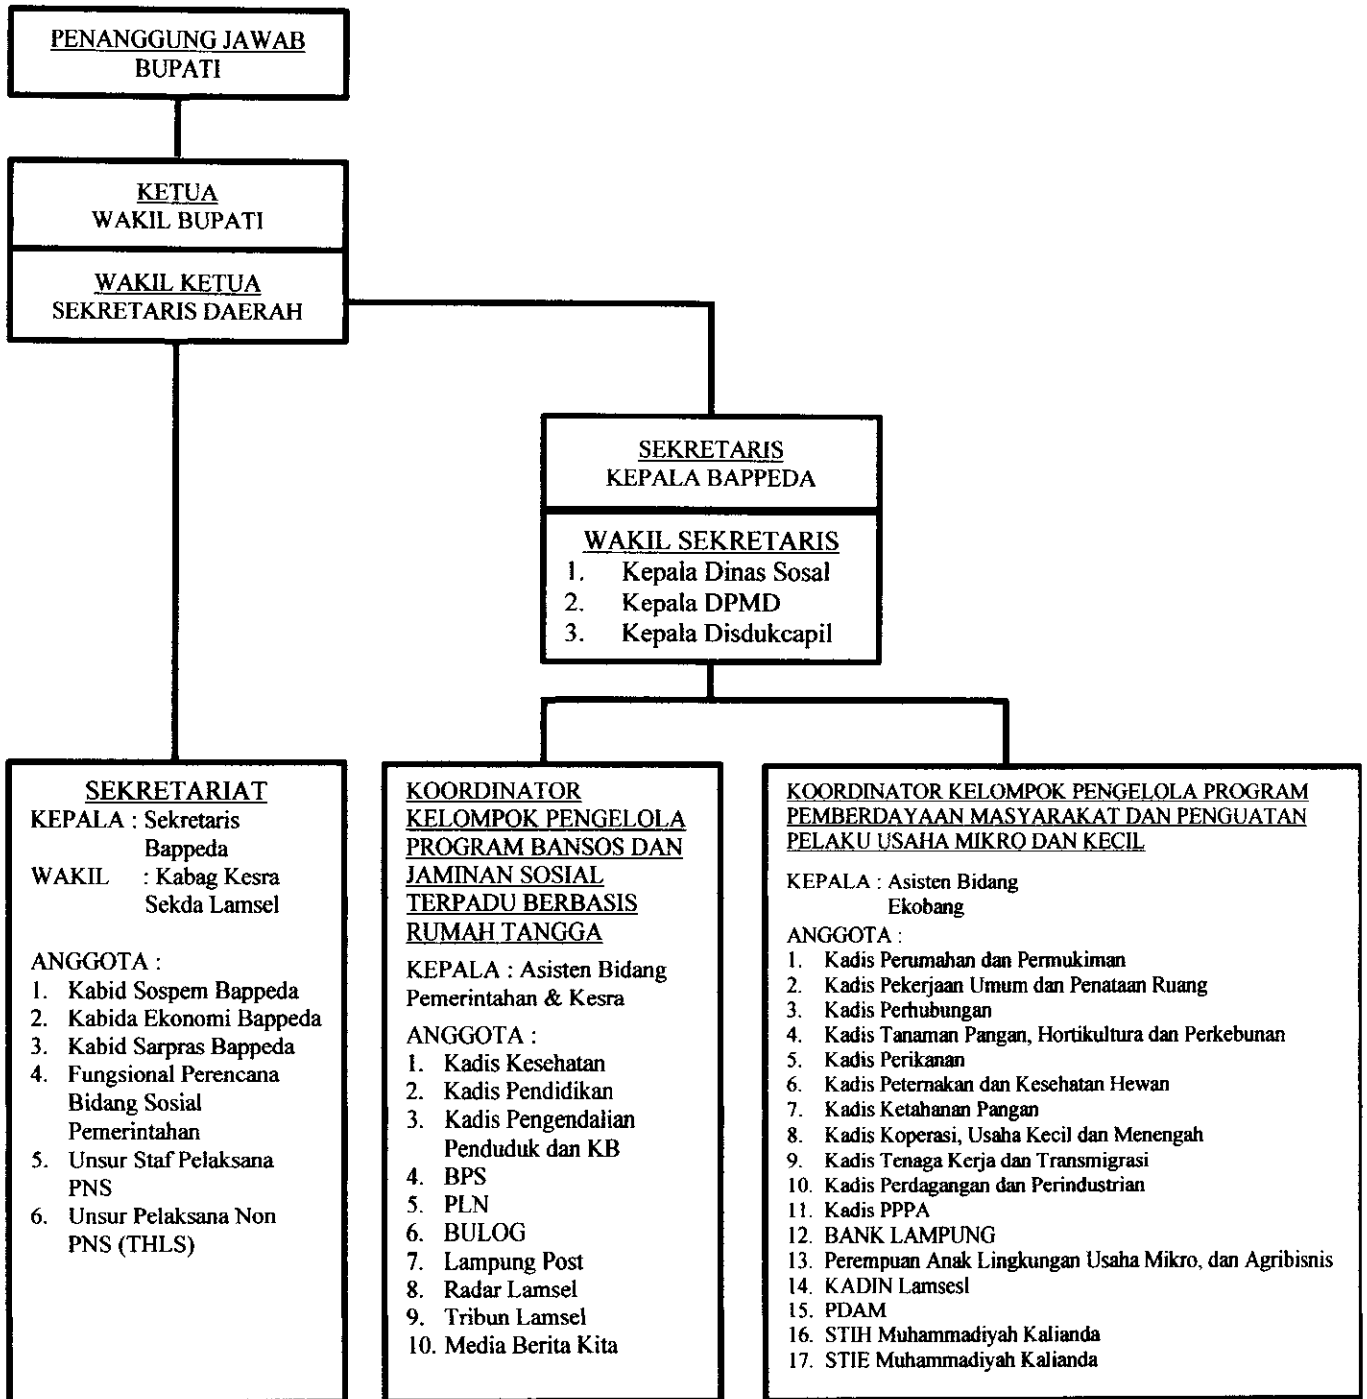 PENANGGUNG JAWAB
BUPATI
KETUA
WAKIL BUPATI
WAKIL KETUA
SEKRETARIS DAERAH
SEKRETARIS
KEPALA BAPPEDA
WAKIL SEKRETARIS
1. Kepala Dinas Sosal
2. Kepala DPMD
3. Kepala Disdukcapil
SEKRETARIAT
KEPALA : Sekretaris
Bappeda
WAKIL : Kabag Kesra
Sekda Lamsel
ANGGOTA :
1. Kabid Sospem Bappeda
2. Kabida Ekonomi Bappeda
3. Kabid Sarpras Bappeda
4. Fungsional Perencana
Bidang Sosial
Pemerintahan
5. Unsur Staf Pelaksana
PNS
6. Unsur Pelaksana Non
PNS (THLS)
KOORDINATOR
KELOMPOK PENGELOLA
PROGRAM BANSOS DAN
JAMINAN SOSIAL
TERPADU BERBASIS
RUMAH TANGGA
KEPALA : Asisten Bidang
Pemerintahan & Kesra
ANGGOTA :
1. Kadis Kesehatan
2. Kadis Pendidikan
3. Kadis Pengendalian
Penduduk dan KB
4. BPS
5. PLN
6. BULOG
7. Lampung Post
8. Radar Lamsel
9. Tribun Lamsel
10. Media Berita Kita
KOORDINATOR KELOMPOK PENGELOLA PROGRAM
PEMBERDAYAAN MASYARAKAT DAN PENGUATAN
PELAKU USAHA MIKRO DAN KECIL
KEPALA : Asisten Bidang
Ekobang
ANGGOTA :
1. Kadis Perumahan dan Permukiman
2. Kadis Pekerjaan Umum dan Penataan Ruang
3. Kadis Perhubungan
4. Kadis Tanaman Pangan, Hortikultura dan Perkebunan
5. Kadis Perikanan
6. Kadis Peternakan dan Kesehatan Hewan
7. Kadis Ketahanan Pangan
8. Kadis Koperasi, Usaha Kecil dan Menengah
9. Kadis Tenaga Kerja dan Transmigrasi
10. Kadis Perdagangan dan Perindustrian
11. Kadis PPPA
12. BANK LAMPUNG
13. Perempuan Anak Lingkungan Usaha Mikro, dan Agribisnis
14. KADIN Lamsesl
15. PDAM
16. STIH Muhammadiyah Kalianda
17. STIE Muhammadiyah Kalianda